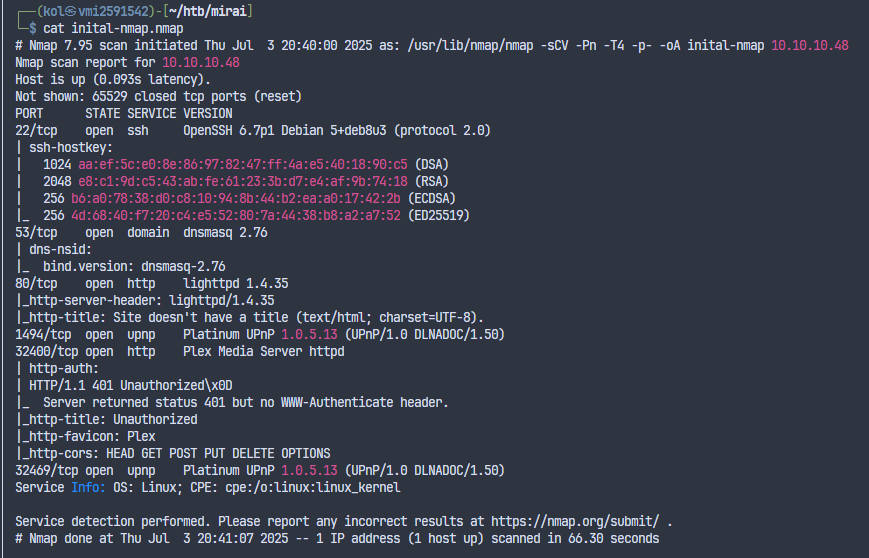 ┌──(kol㉿vmi2591542)-[~/htb/mirai]
└─$ cat inital-nmap.nmap
# Nmap 7.95 scan initiated Thu Jul  3 20:40:00 2025 as: /usr/lib/nmap/nmap -sCV -Pn -T4 -p- -oA inital-nmap 10.10.10.48
Nmap scan report for 10.10.10.48
Host is up (0.093s latency).
Not shown: 65529 closed tcp ports (reset)
PORT      STATE SERVICE VERSION
22/tcp    open  ssh     OpenSSH 6.7p1 Debian 5+deb8u3 (protocol 2.0)
| ssh-hostkey:
|   1024 aa:ef:5c:e0:8e:86:97:82:47:ff:4a:e5:40:18:90:c5 (DSA)
|   2048 e8:c1:9d:c5:43:ab:fe:61:23:3b:d7:e4:af:9b:74:18 (RSA)
|   256 b6:a0:78:38:d0:c8:10:94:8b:44:b2:ea:a0:17:42:2b (ECDSA)
|_  256 4d:68:40:f7:20:c4:e5:52:80:7a:44:38:b8:a2:a7:52 (ED25519)
53/tcp    open  domain  dnsmasq 2.76
| dns-nsid:
|_  bind.version: dnsmasq-2.76
80/tcp    open  http    lighttpd 1.4.35
|_http-server-header: lighttpd/1.4.35
|_http-title: Site doesn't have a title (text/html; charset=UTF-8).
1494/tcp  open  upnp    Platinum UPnP 1.0.5.13 (UPnP/1.0 DLNADOC/1.50)
32400/tcp open  http    Plex Media Server httpd
| http-auth:
| HTTP/1.1 401 Unauthorized\x0D
|_  Server returned status 401 but no WWW-Authenticate header.
|_http-title: Unauthorized
|_http-favicon: Plex
|_http-cors: HEAD GET POST PUT DELETE OPTIONS
32469/tcp open  upnp    Platinum UPnP 1.0.5.13 (UPnP/1.0 DLNADOC/1.50)
Service Info: OS: Linux; CPE: cpe:/o:linux:linux_kernel

Service detection performed. Please report any incorrect results at https://nmap.org/submit/ .
# Nmap done at Thu Jul  3 20:41:07 2025 -- 1 IP address (1 host up) scanned in 66.30 seconds